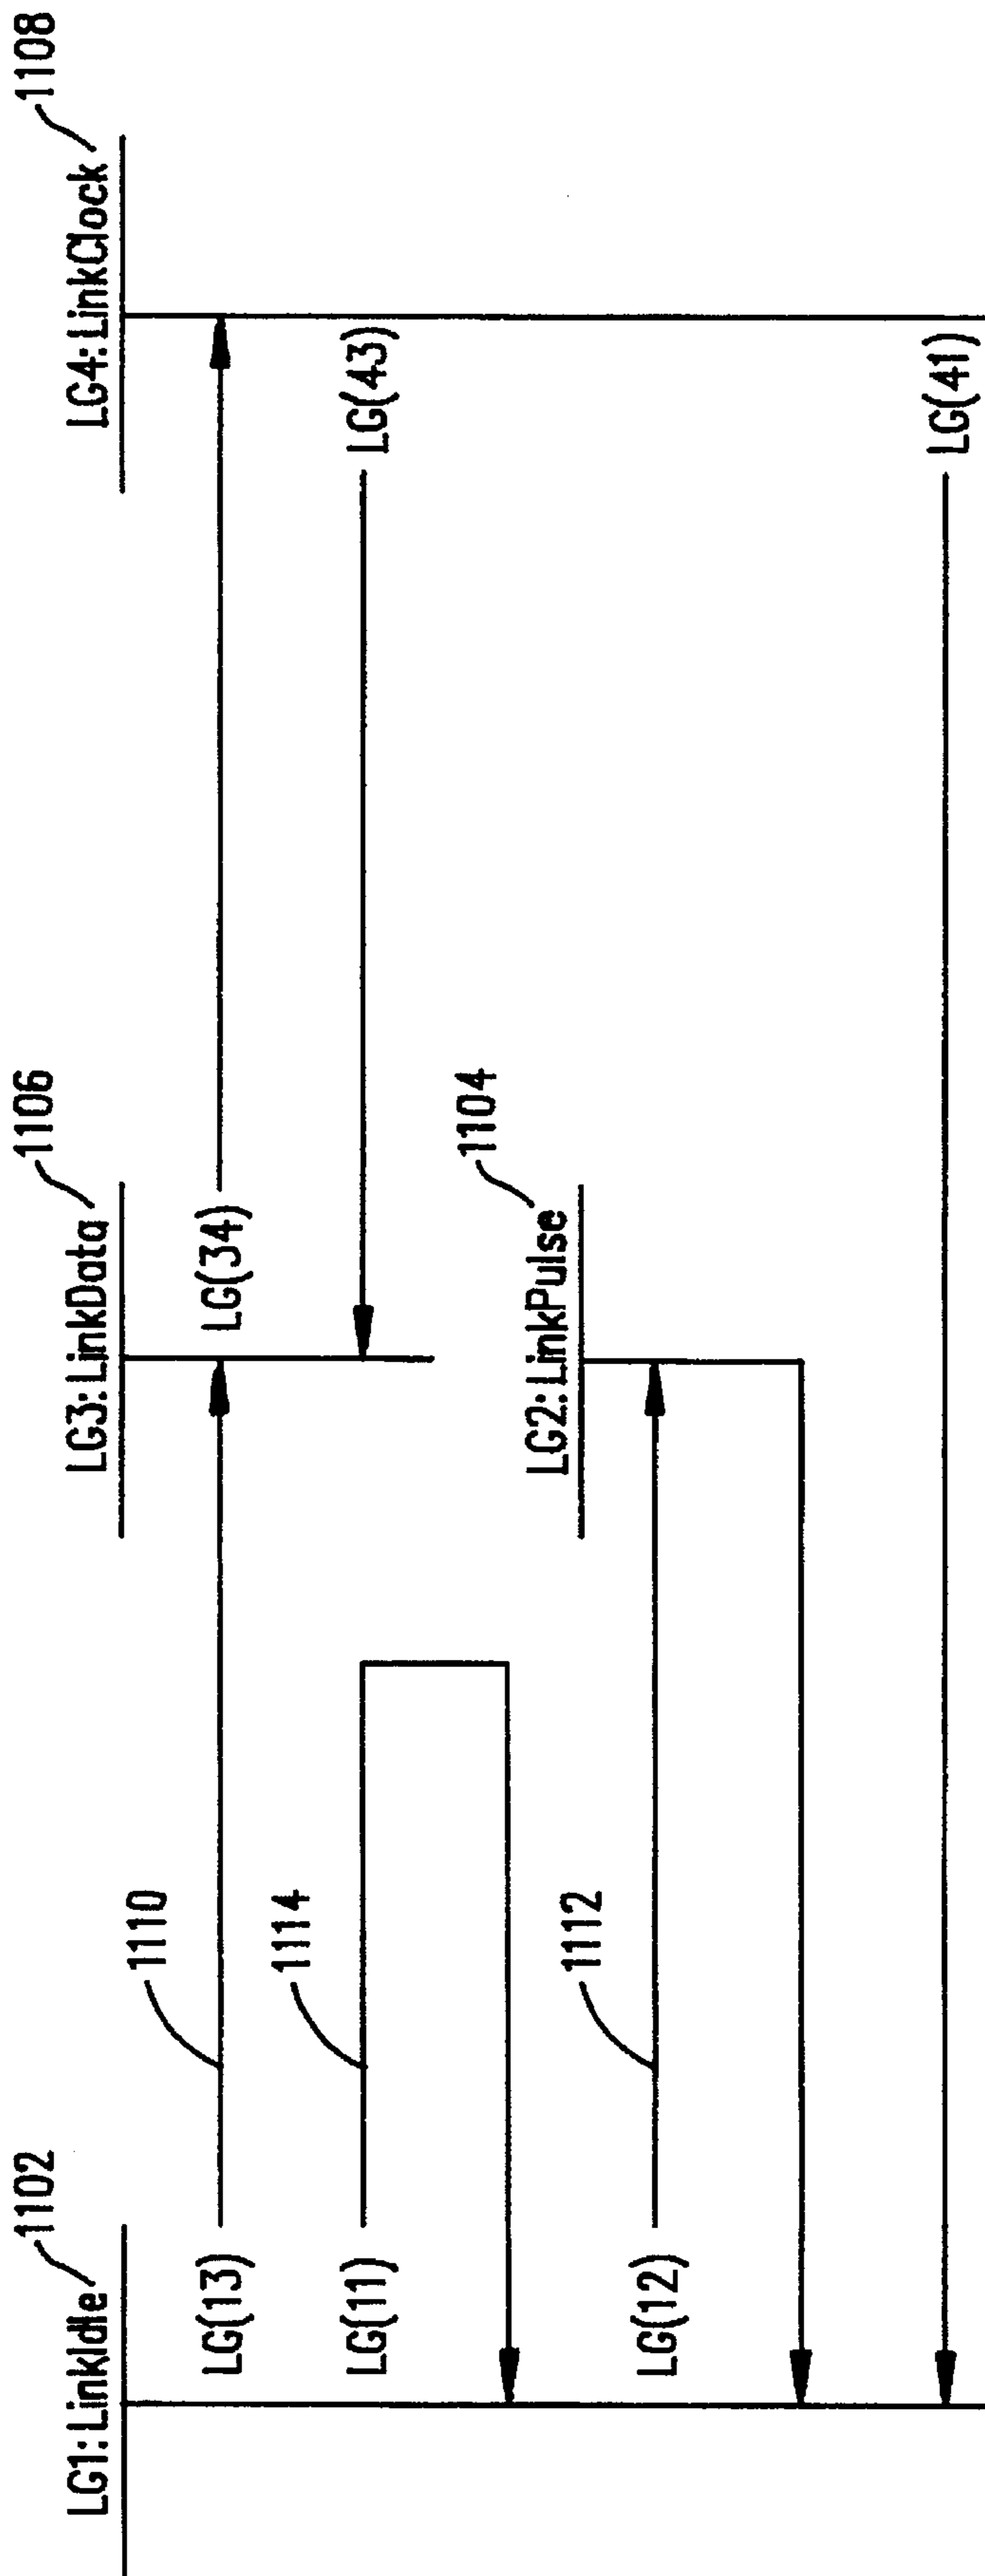 1102
LG1: LinkIdle
1106
LG3: LinkData
1108
LG4: LinkClock
1110
LG(13)
LG(34)
1114
LG(11)
LG(43)
1104
LG2: LinkPulse
1112
LG(12)
LG(41)